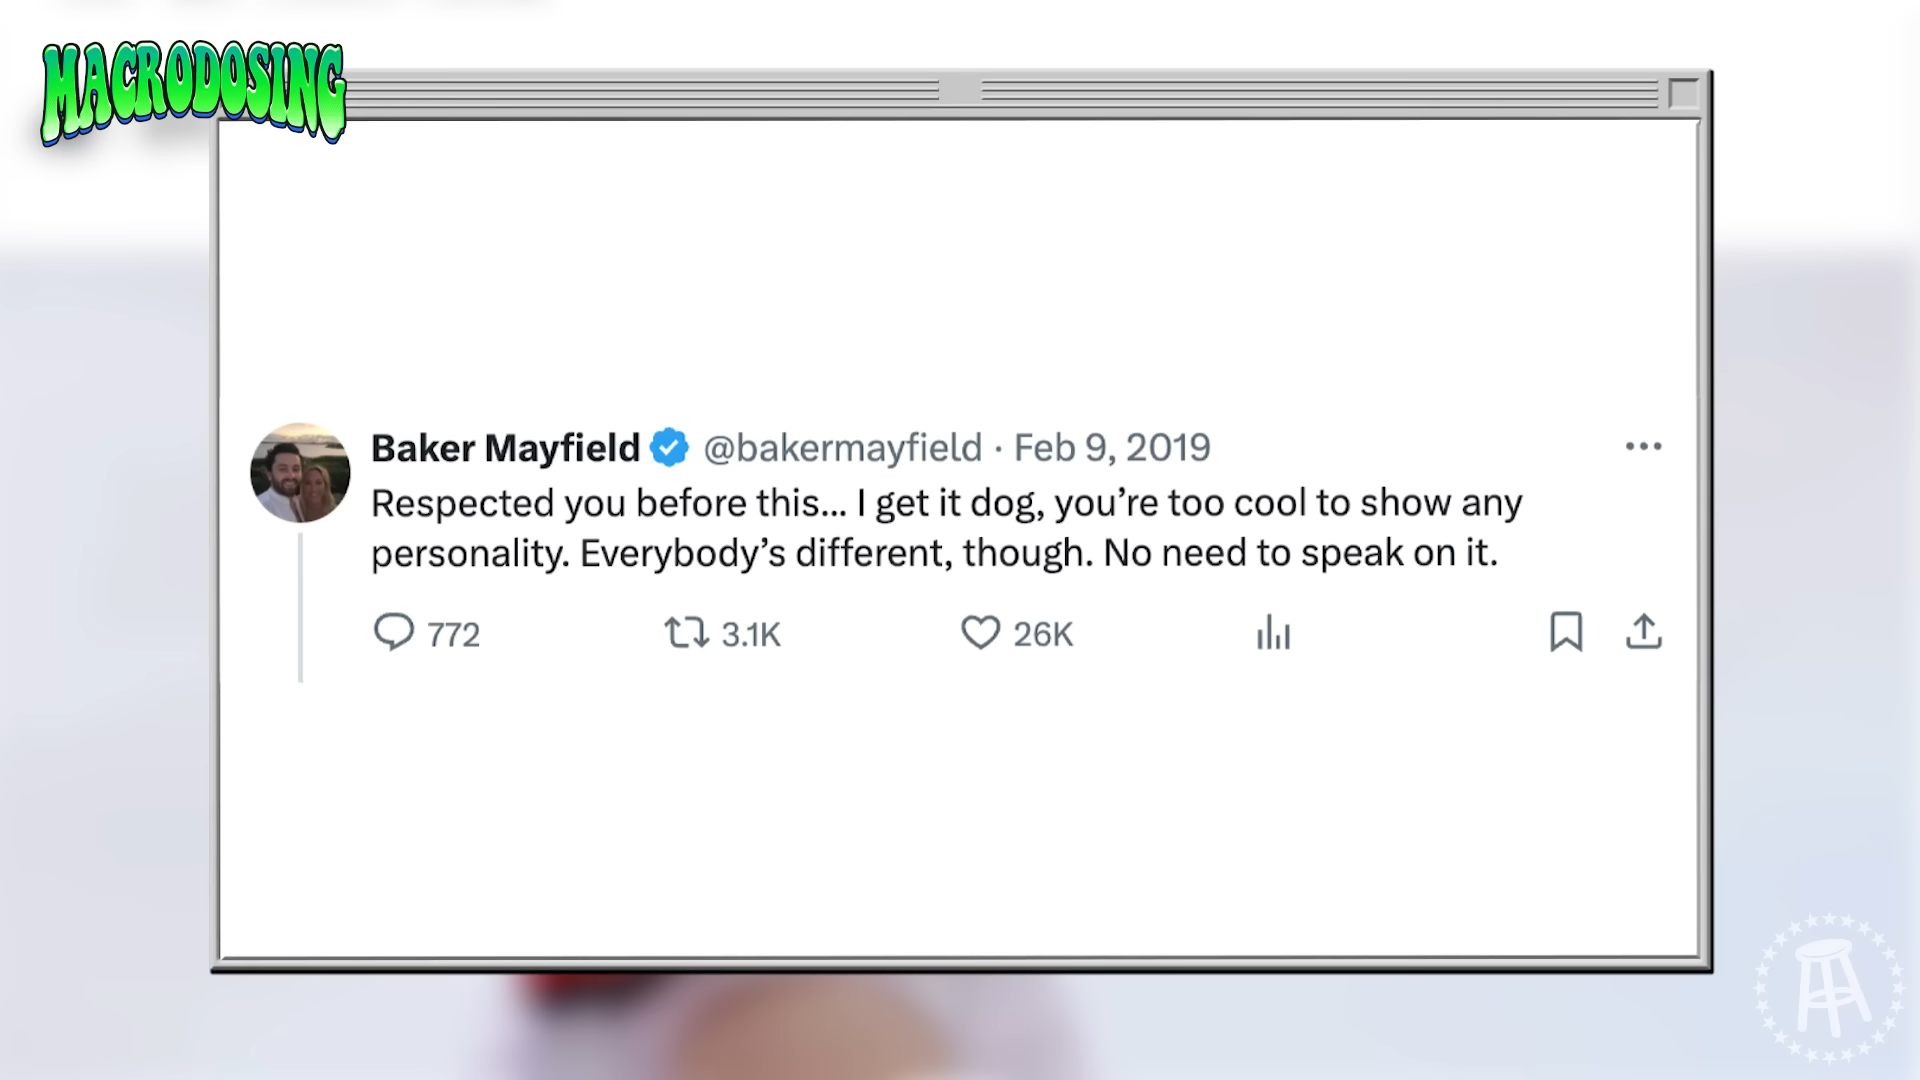 MACRODOSING
Baker Mayfield @bakermayfield · Feb 9, 2019
Respected you before this... I get it dog, you’re too cool to show any
personality. Everybody’s different, though. No need to speak on it.
772 3.1K 26K